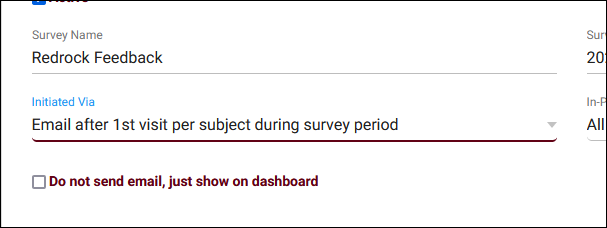 Survey Name
Redrock Feedback
Initiated Via
Email after 1st visit per subject during survey period
Do not send email, just show on dashboard
In-P
All